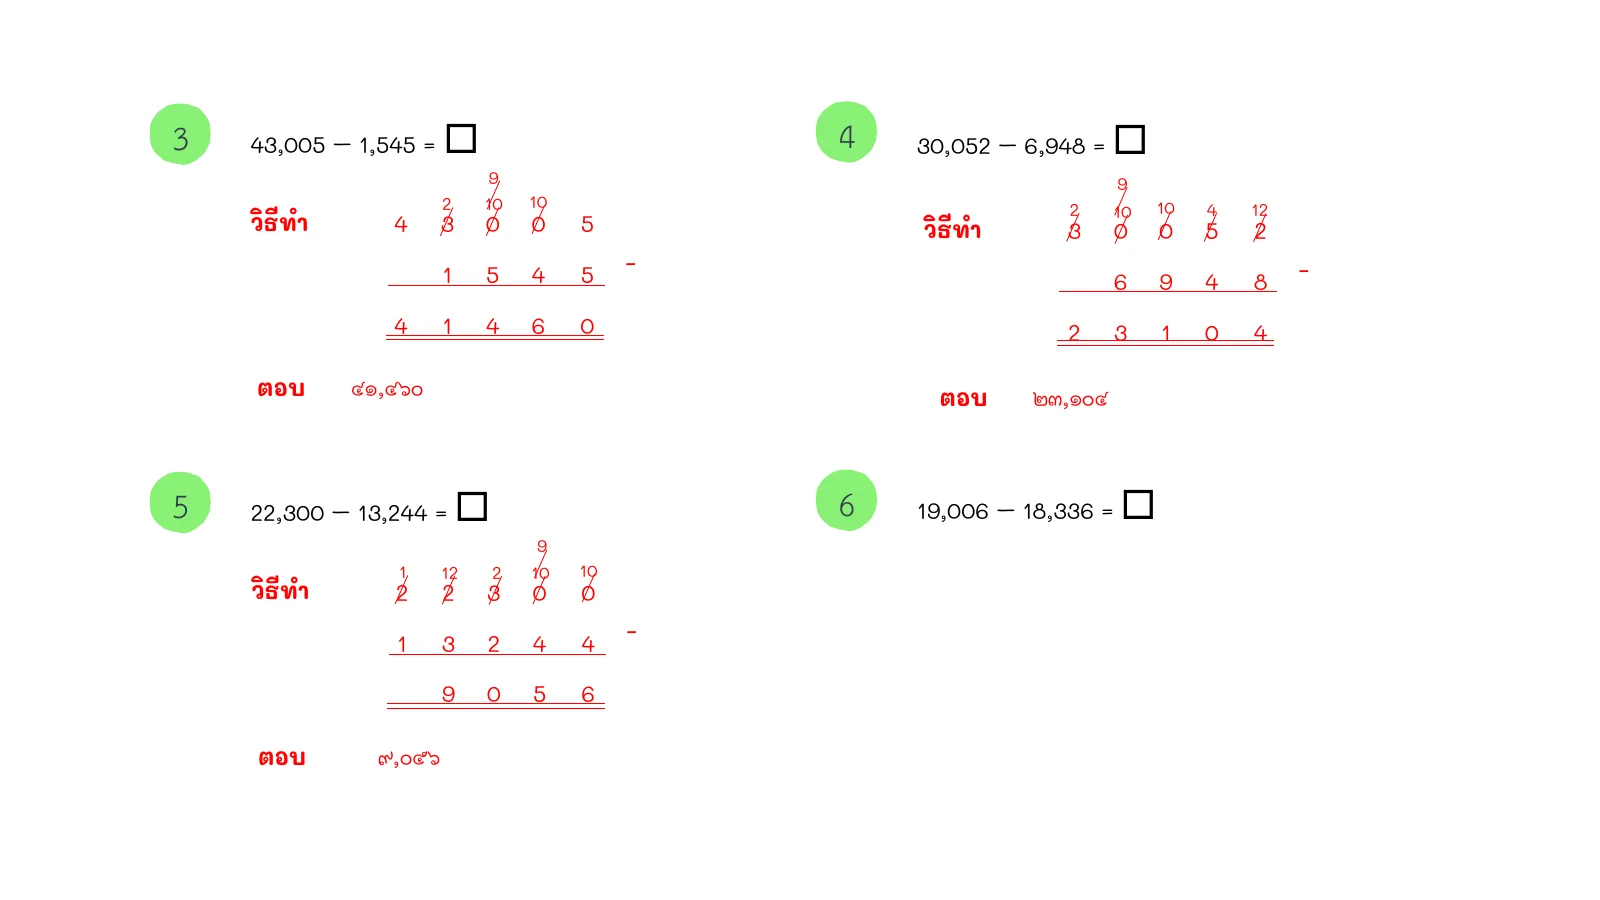 3
43,005 – 1,545 = □
9
2 10 10
วิธีทำ 4 3 0 0 5
-
1 5 4 5
4 1 4 6 0
ตอบ ๔๑,๔๖๐
4
30,052 – 6,948 = □
9
2 10 10 4 12
วิธีทำ 3 0 0 5 2
-
6 9 4 8
2 3 1 0 4
ตอบ ๒๓,๑๐๔
5
22,300 – 13,244 = □
9
1 12 2 10 10
วิธีทำ 2 2 3 0 0
-
1 3 2 4 4
9 0 5 6
ตอบ ๙,๐๕๖
6
19,006 – 18,336 = □